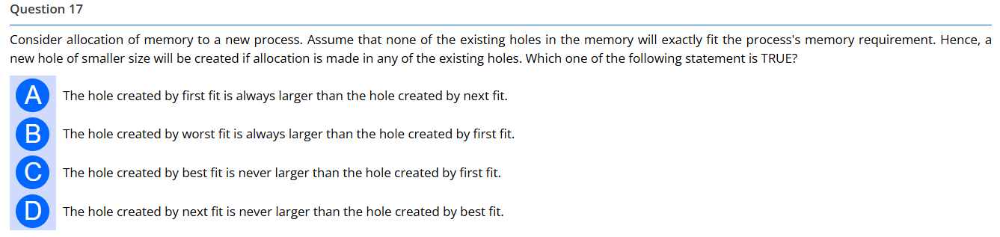 Question 17
Consider allocation of memory to a new process. Assume that none of the existing holes in the memory will exactly fit the process's memory requirement. Hence, a
new hole of smaller size will be created if allocation is made in any of the existing holes. Which one of the following statement is TRUE?
A The hole created by first fit is always larger than the hole created by next fit.
B The hole created by worst fit is always larger than the hole created by first fit.
C The hole created by best fit is never larger than the hole created by first fit.
D The hole created by next fit is never larger than the hole created by best fit.